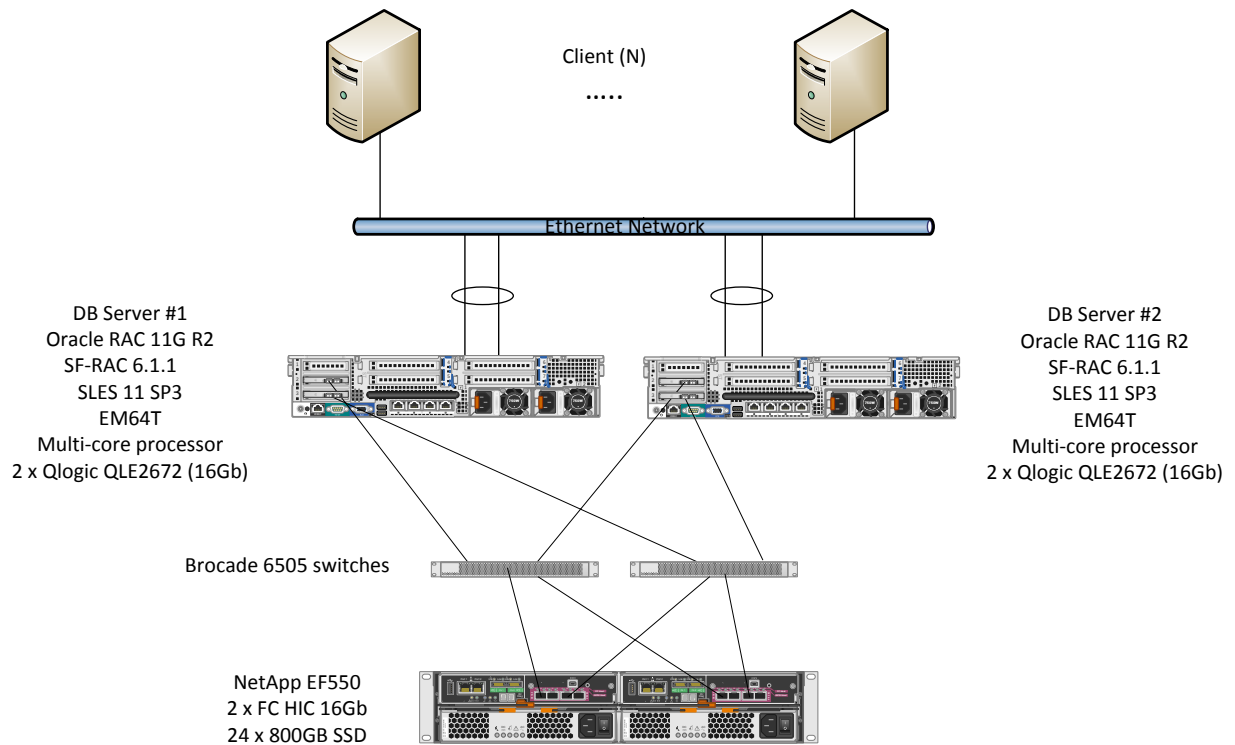 Client (N)
.....
Ethernet Network
DB Server #1
Oracle RAC 11G R2
SF-RAC 6.1.1
SLES 11 SP3
EM64T
Multi-core processor
2 x Qlogic QLE2672 (16Gb)
DB Server #2
Oracle RAC 11G R2
SF-RAC 6.1.1
SLES 11 SP3
EM64T
Multi-core processor
2 x Qlogic QLE2672 (16Gb)
Brocade 6505 switches
NetApp EF550
2 x FC HIC 16Gb
24 x 800GB SSD